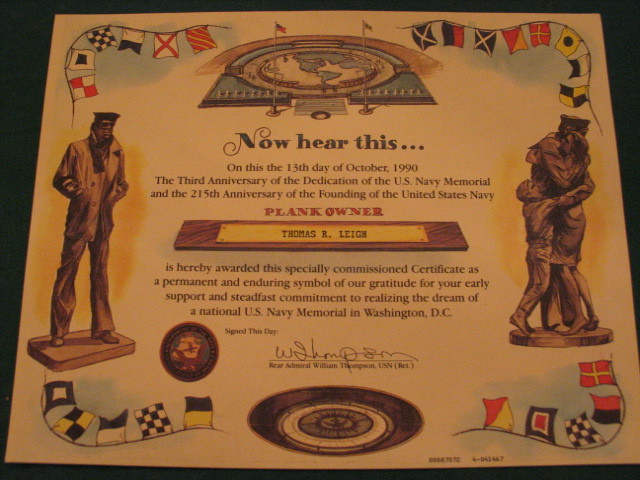 Now hear this...
On this the 13th day of October, 1990
The Third Anniversary of the Dedication of the U.S. Navy Memorial
and the 215th Anniversary of the Founding of the United States Navy
PLANK OWNER
THOMAS R. LEIGH
is hereby awarded this specially commissioned Certificate as
a permanent and enduring symbol of our gratitude for your early
support and steadfast commitment to realizing the dream of
a national U.S. Navy Memorial in Washington, D.C.
Signed This Day:
W Thompson
Rear Admiral William Thompson, USN (Ret.)